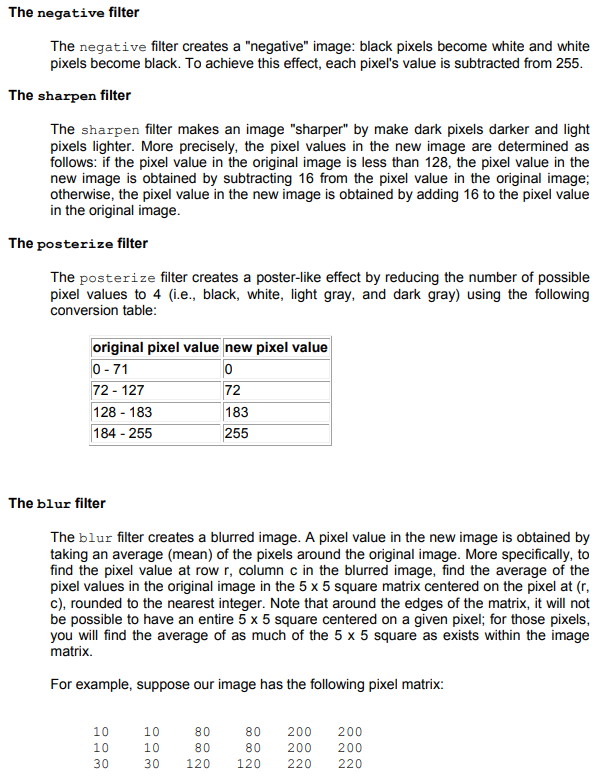 The negative filter
The negative filter creates a "negative" image: black pixels become white and white
pixels become black. To achieve this effect, each pixel's value is subtracted from 255.
The sharpen filter
The sharpen filter makes an image "sharper" by make dark pixels darker and light
pixels lighter. More precisely, the pixel values in the new image are determined as
follows: if the pixel value in the original image is less than 128, the pixel value in the
new image is obtained by subtracting 16 from the pixel value in the original image;
otherwise, the pixel value in the new image is obtained by adding 16 to the pixel value
in the original image.
The posterize filter
The posterize filter creates a poster-like effect by reducing the number of possible
pixel values to 4 (i.e., black, white, light gray, and dark gray) using the following
conversion table:
original pixel value new pixel value
0 - 71 0
72 - 127 72
128 - 183 183
184 - 255 255
The blur filter
The blur filter creates a blurred image. A pixel value in the new image is obtained by
taking an average (mean) of the pixels around the original image. More specifically, to
find the pixel value at row r, column c in the blurred image, find the average of the
pixel values in the original image in the 5 x 5 square matrix centered on the pixel at (r,
c), rounded to the nearest integer. Note that around the edges of the matrix, it will not
be possible to have an entire 5 x 5 square centered on a given pixel; for those pixels,
you will find the average of as much of the 5 x 5 square as exists within the image
matrix.
For example, suppose our image has the following pixel matrix:
10 10 80 80 200 200
10 10 80 80 200 200
30 30 120 120 220 220